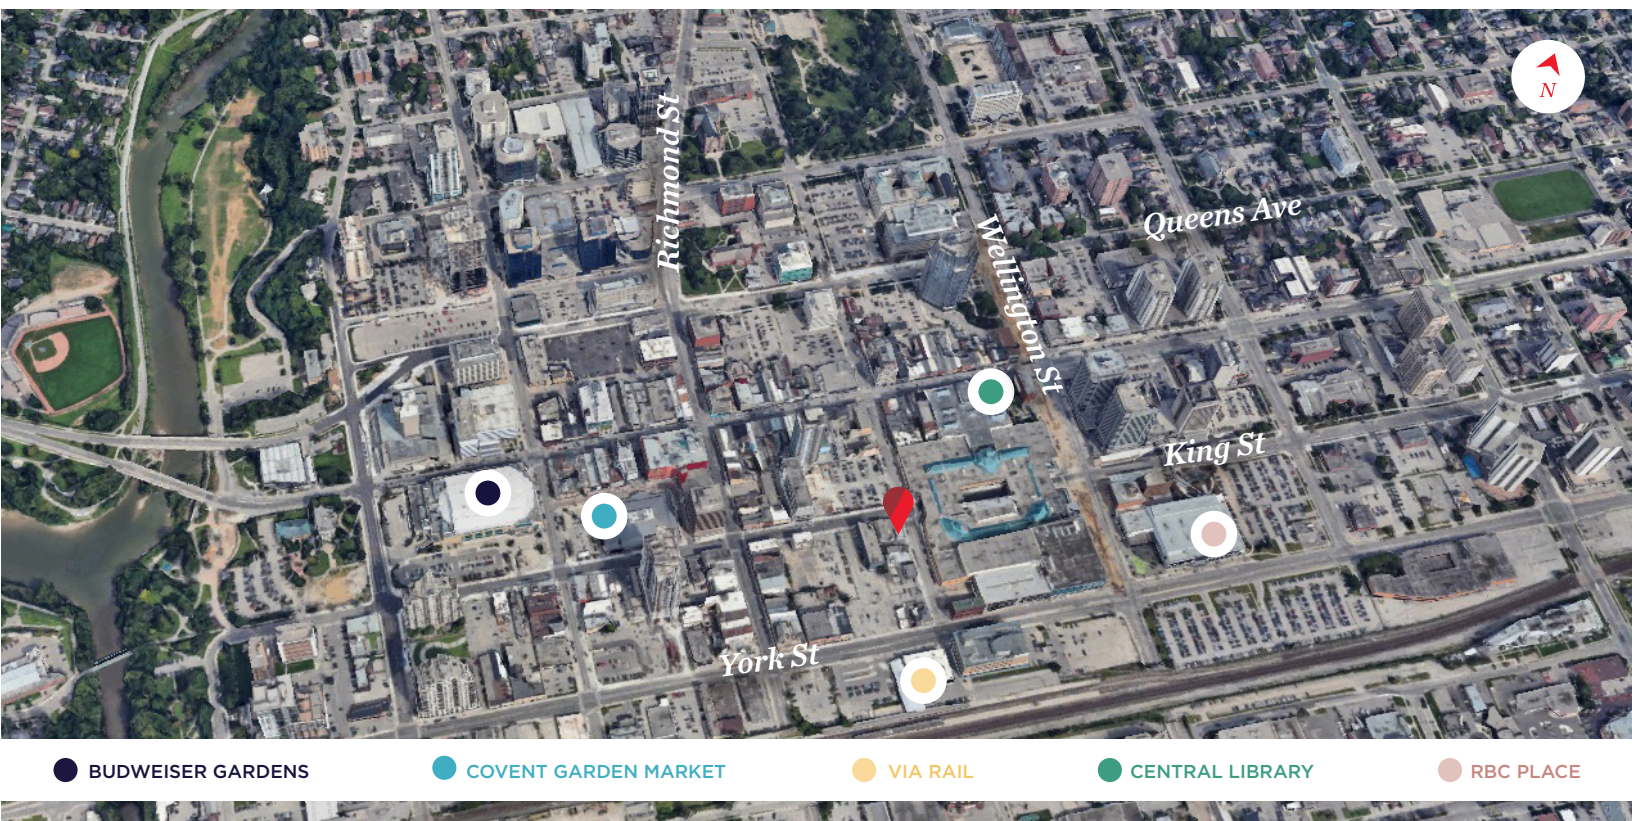 N
Richmond St
Wellington St
Queens Ave
King St
York St
BUDWEISER GARDENS
COVENT GARDEN MARKET
VIA RAIL
CENTRAL LIBRARY
RBC PLACE